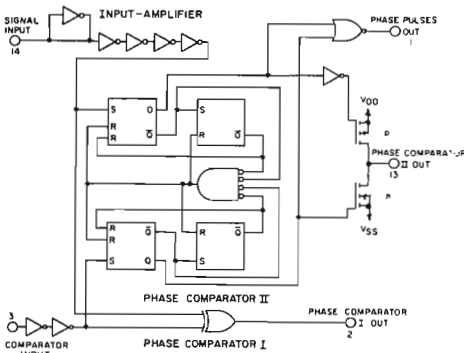 INPUT-AMPLIFIER
SIGNAL
INPUT
14
PHASE PULSES
OUT
1
S Q
R Q̅
R
S
R Q̅
VDD
P
PHASE COMPARATOR
II OUT
13
n
VSS
R Q̅
R
S Q
R Q̅
S
PHASE COMPARATOR II
3
COMPARATOR
INPUT
PHASE COMPARATOR I
PHASE COMPARATOR
I OUT
2